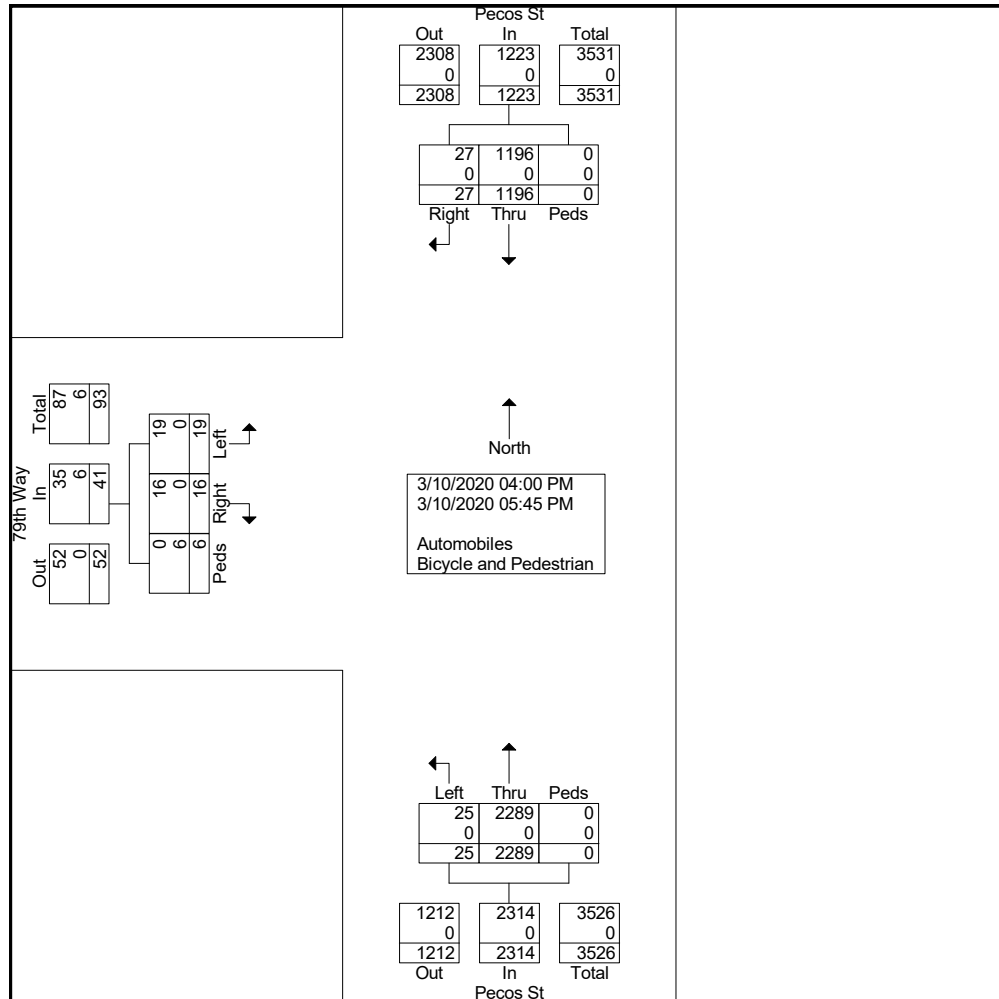 Pecos St
Out In Total
2308 1223 3531
0 0 0
2308 1223 3531
27 1196 0
0 0 0
27 1196 0
Right Thru Peds
79th Way
Total
87
6
93
In
35
6
41
Out
52
0
52
19
0
19
Left
16
0
16
Right
0
6
6
Peds
North
3/10/2020 04:00 PM
3/10/2020 05:45 PM
Automobiles
Bicycle and Pedestrian
Left Thru Peds
25 2289 0
0 0 0
25 2289 0
1212 2314 3526
0 0 0
1212 2314 3526
Out In Total
Pecos St